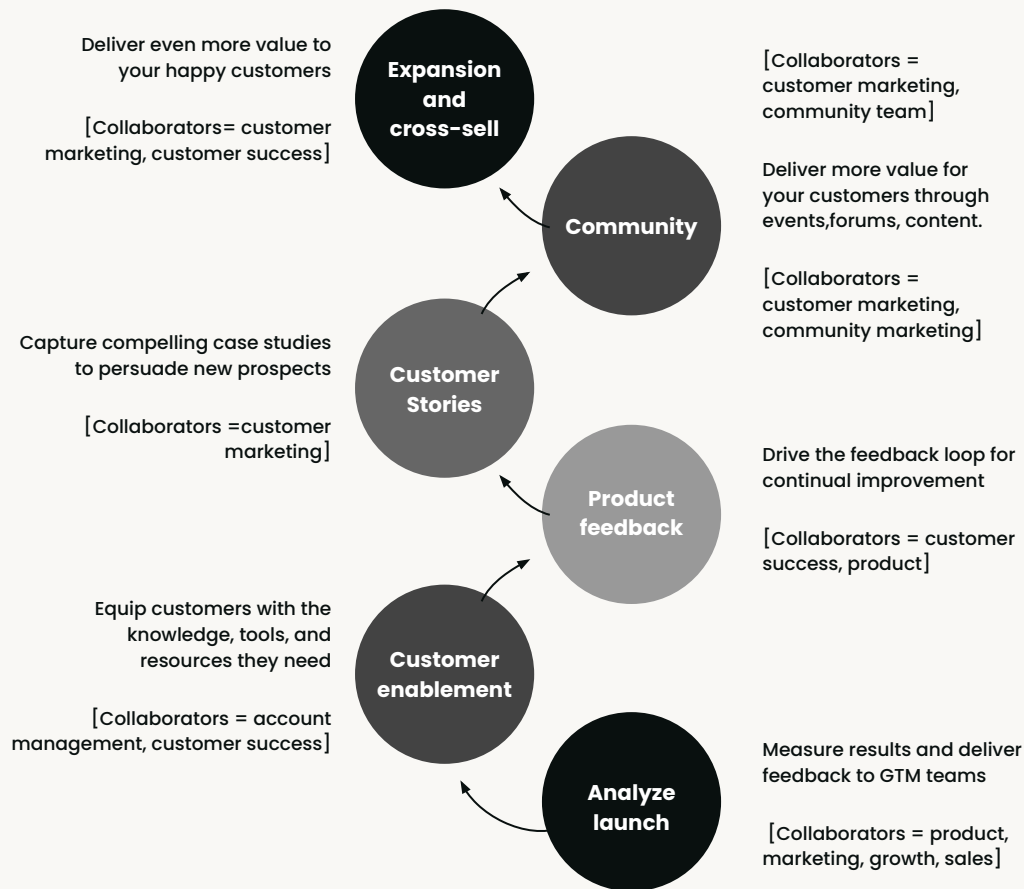 Deliver even more value to
your happy customers
[Collaborators= customer
marketing, customer success]
Expansion
and
cross-sell
[Collaborators =
customer marketing,
community team]
Community
Deliver more value for
your customers through
events,forums, content.
[Collaborators =
customer marketing,
community marketing]
Capture compelling case studies
to persuade new prospects
[Collaborators =customer
marketing]
Customer
Stories
Product
feedback
Drive the feedback loop for
continual improvement
[Collaborators = customer
success, product]
Equip customers with the
knowledge, tools, and
resources they need
[Collaborators = account
management, customer success]
Customer
enablement
Analyze
launch
Measure results and deliver
feedback to GTM teams
[Collaborators = product,
marketing, growth, sales]